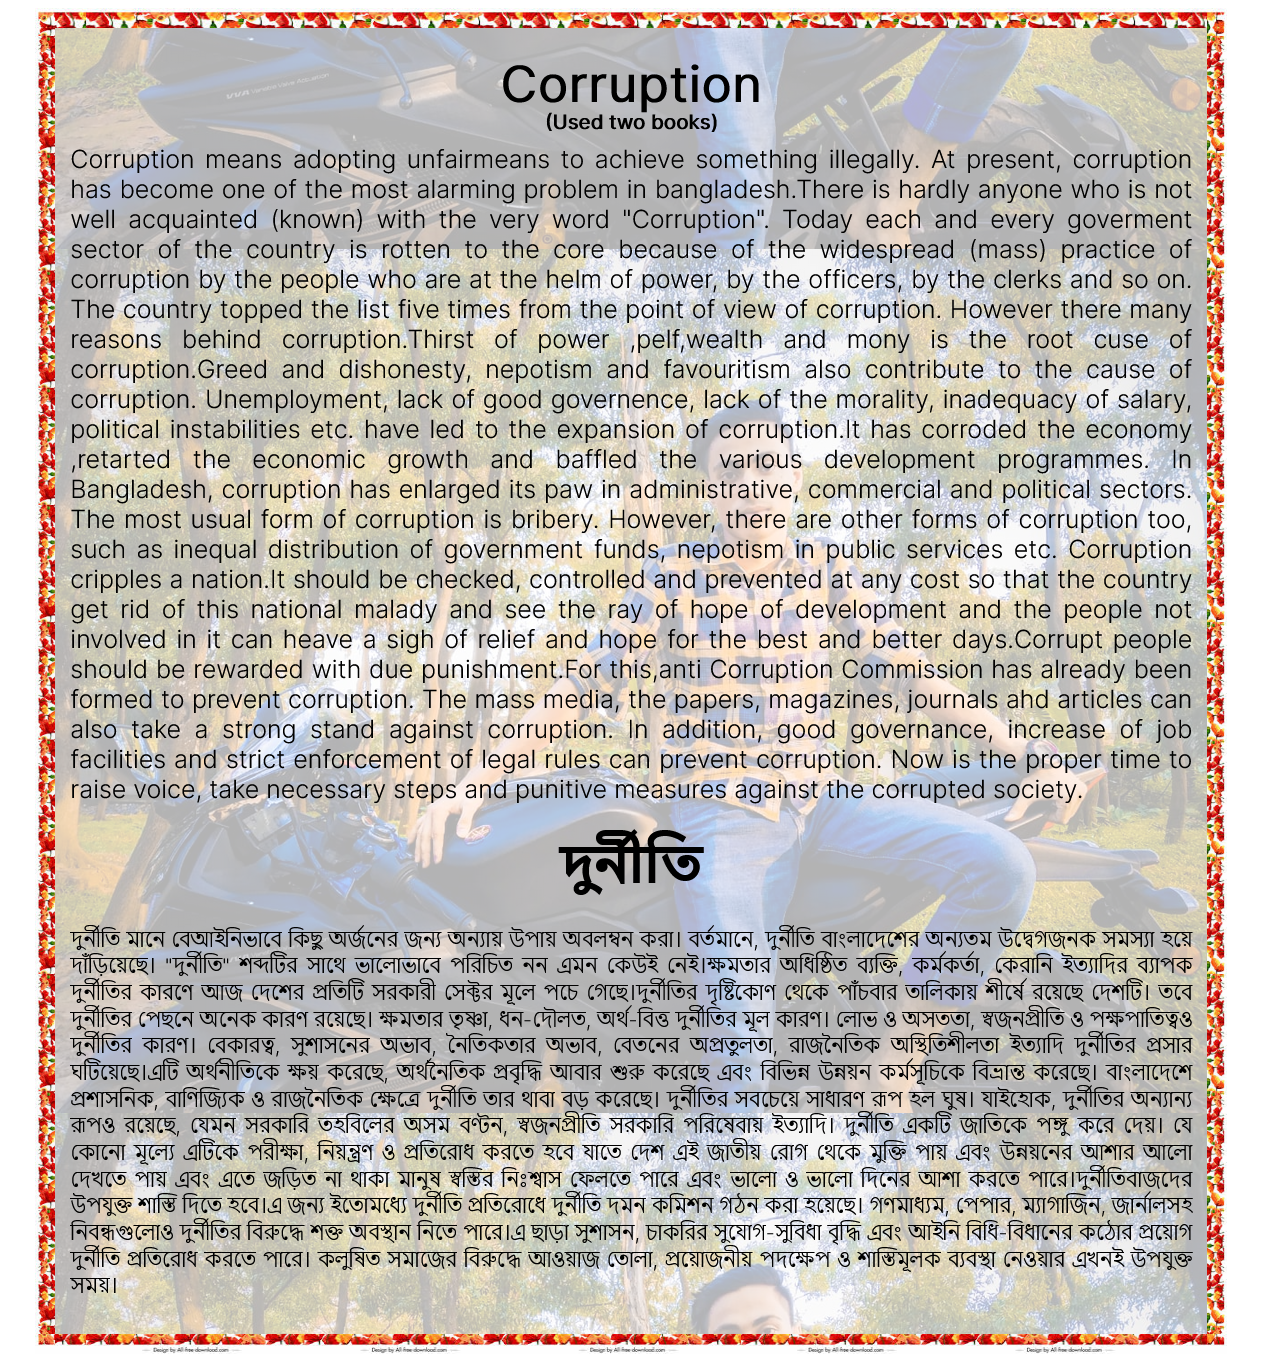 Corruption
(Used two books)
Corruption means adopting unfairmeans to achieve something illegally. At present, corruption
has become one of the most alarming problem in bangladesh.There is hardly anyone who is not
well acquainted (known) with the very word "Corruption". Today each and every goverment
sector of the country is rotten to the core because of the widespread (mass) practice of
corruption by the people who are at the helm of power, by the officers, by the clerks and so on.
The country topped the list five times from the point of view of corruption. However there many
reasons behind corruption.Thirst of power ,pelf,wealth and mony is the root cuse of
corruption.Greed and dishonesty, nepotism and favouritism also contribute to the cause of
corruption. Unemployment, lack of good governence, lack of the morality, inadequacy of salary,
political instabilities etc. have led to the expansion of corruption.It has corroded the economy
,retarted the economic growth and baffled the various development programmes. In
Bangladesh, corruption has enlarged its paw in administrative, commercial and political sectors.
The most usual form of corruption is bribery. However, there are other forms of corruption too,
such as inequal distribution of government funds, nepotism in public services etc. Corruption
cripples a nation.It should be checked, controlled and prevented at any cost so that the country
get rid of this national malady and see the ray of hope of development and the people not
involved in it can heave a sigh of relief and hope for the best and better days.Corrupt people
should be rewarded with due punishment.For this,anti Corruption Commission has already been
formed to prevent corruption. The mass media, the papers, magazines, journals ahd articles can
also take a strong stand against corruption. In addition, good governance, increase of job
facilities and strict enforcement of legal rules can prevent corruption. Now is the proper time to
raise voice, take necessary steps and punitive measures against the corrupted society.
দুর্নীতি
দুর্নীতি মানে বেআইনিভাবে কিছু অর্জনের জন্য অন্যায় উপায় অবলম্বন করা। বর্তমানে, দুর্নীতি বাংলাদেশের অন্যতম উদ্বেগজনক সমস্যা হয়ে
দাঁড়িয়েছে। "দুর্নীতি" শব্দটির সাথে ভালোভাবে পরিচিত নন এমন কেউই নেই।ক্ষমতার অধিষ্ঠিত ব্যক্তি, কর্মকর্তা, কেরানি ইত্যাদির ব্যাপক
দুর্নীতির কারণে আজ দেশের প্রতিটি সরকারী সেক্টর মূলে পচে গেছে।দুর্নীতির দৃষ্টিকোণ থেকে পাঁচবার তালিকায় শীর্ষে রয়েছে দেশটি। তবে
দুর্নীতির পেছনে অনেক কারণ রয়েছে। ক্ষমতার তৃষ্ণা, ধন-দৌলত, অর্থ-বিত্ত দুর্নীতির মূল কারণ। লোভ ও অসততা, স্বজনপ্রীতি ও পক্ষপাতিত্বও
দুর্নীতির কারণ। বেকারত্ব, সুশাসনের অভাব, নৈতিকতার অভাব, বেতনের অপ্রতুলতা, রাজনৈতিক অস্থিতিশীলতা ইত্যাদি দুর্নীতির প্রসার
ঘটিয়েছে।এটি অর্থনীতিকে ক্ষয় করেছে, অর্থনৈতিক প্রবৃদ্ধি আবার শুরু করেছে এবং বিভিন্ন উন্নয়ন কর্মসূচিকে বিভ্রান্ত করেছে। বাংলাদেশে
প্রশাসনিক, বাণিজ্যিক ও রাজনৈতিক ক্ষেত্রে দুর্নীতি তার থাবা বড় করেছে। দুর্নীতির সবচেয়ে সাধারণ রূপ হল ঘুষ। যাইহোক, দুর্নীতির অন্যান্য
রূপও রয়েছে, যেমন সরকারি তহবিলের অসম বণ্টন, স্বজনপ্রীতি সরকারি পরিষেবায় ইত্যাদি। দুর্নীতি একটি জাতিকে পঙ্গু করে দেয়। যে
কোনো মূল্যে এটিকে পরীক্ষা, নিয়ন্ত্রণ ও প্রতিরোধ করতে হবে যাতে দেশ এই জাতীয় রোগ থেকে মুক্তি পায় এবং উন্নয়নের আশার আলো
দেখতে পায় এবং এতে জড়িত না থাকা মানুষ স্বস্তির নিঃশ্বাস ফেলতে পারে এবং ভালো ও ভালো দিনের আশা করতে পারে।দুর্নীতিবাজদের
উপযুক্ত শাস্তি দিতে হবে।এ জন্য ইতোমধ্যে দুর্নীতি প্রতিরোধে দুর্নীতি দমন কমিশন গঠন করা হয়েছে। গণমাধ্যম, পেপার, ম্যাগাজিন, জার্নালসহ
নিবন্ধগুলোও দুর্নীতির বিরুদ্ধে শক্ত অবস্থান নিতে পারে।এ ছাড়া সুশাসন, চাকরির সুযোগ-সুবিধা বৃদ্ধি এবং আইনি বিধি-বিধানের কঠোর প্রয়োগ
দুর্নীতি প্রতিরোধ করতে পারে। কলুষিত সমাজের বিরুদ্ধে আওয়াজ তোলা, প্রয়োজনীয় পদক্ষেপ ও শাস্তিমূলক ব্যবস্থা নেওয়ার এখনই উপযুক্ত
সময়।
Design by All-free-download.com Design by All-free-download.com Design by All-free-download.com Design by All-free-download.com Design by All-free-download.com